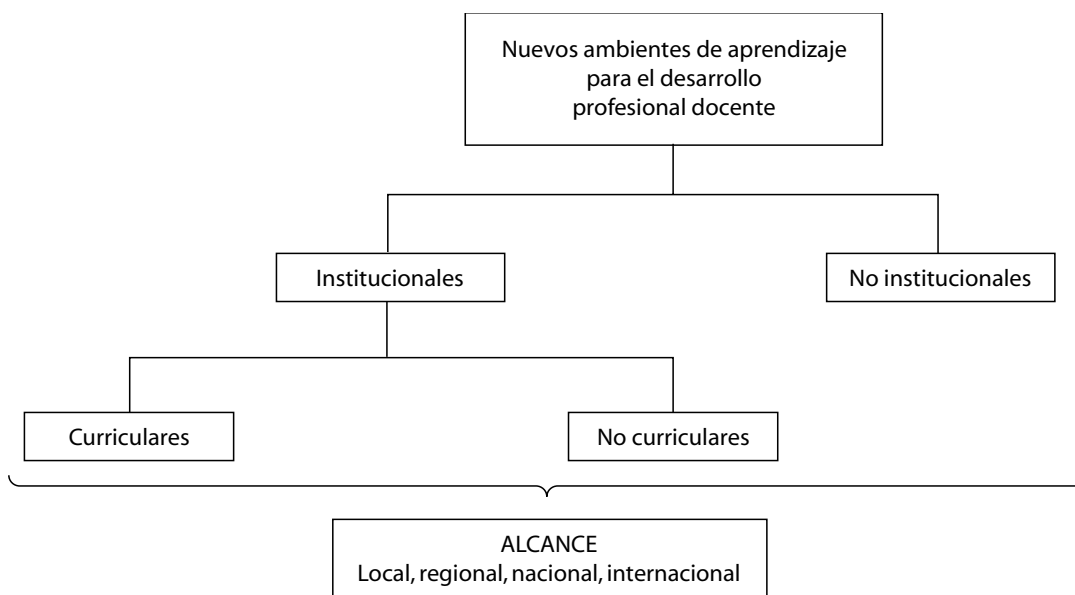 Nuevos ambientes de aprendizaje
para el desarrollo
profesional docente
Institucionales
No institucionales
Curriculares
No curriculares
ALCANCE
Local, regional, nacional, internacional